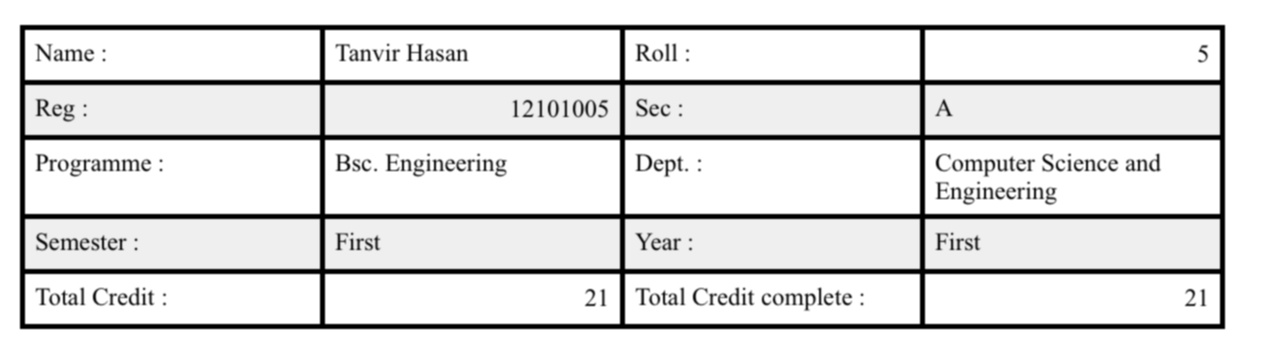 Name : Tanvir Hasan Roll : 5
Reg : 12101005 Sec : A
Programme : Bsc. Engineering Dept. : Computer Science and
Engineering
Semester : First Year : First
Total Credit : 21 Total Credit complete : 21